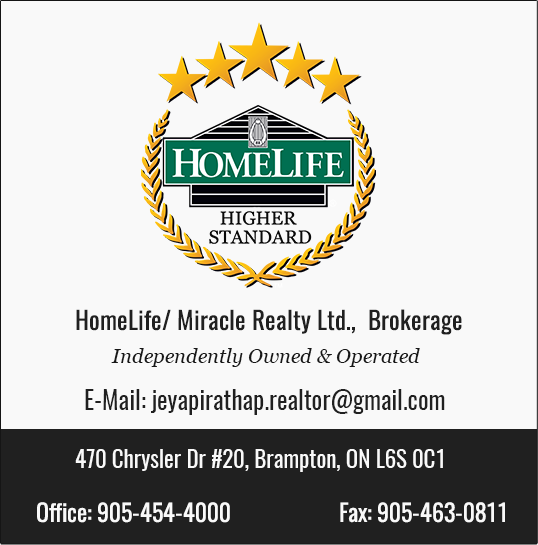 HOMELIFE
HIGHER
STANDARD
HomeLife/ Miracle Realty Ltd., Brokerage
Independently Owned & Operated
E-Mail: jeyapirathap.realtor@gmail.com
470 Chrysler Dr #20, Brampton, ON L6S 0C1
Office: 905-454-4000 Fax: 905-463-0811